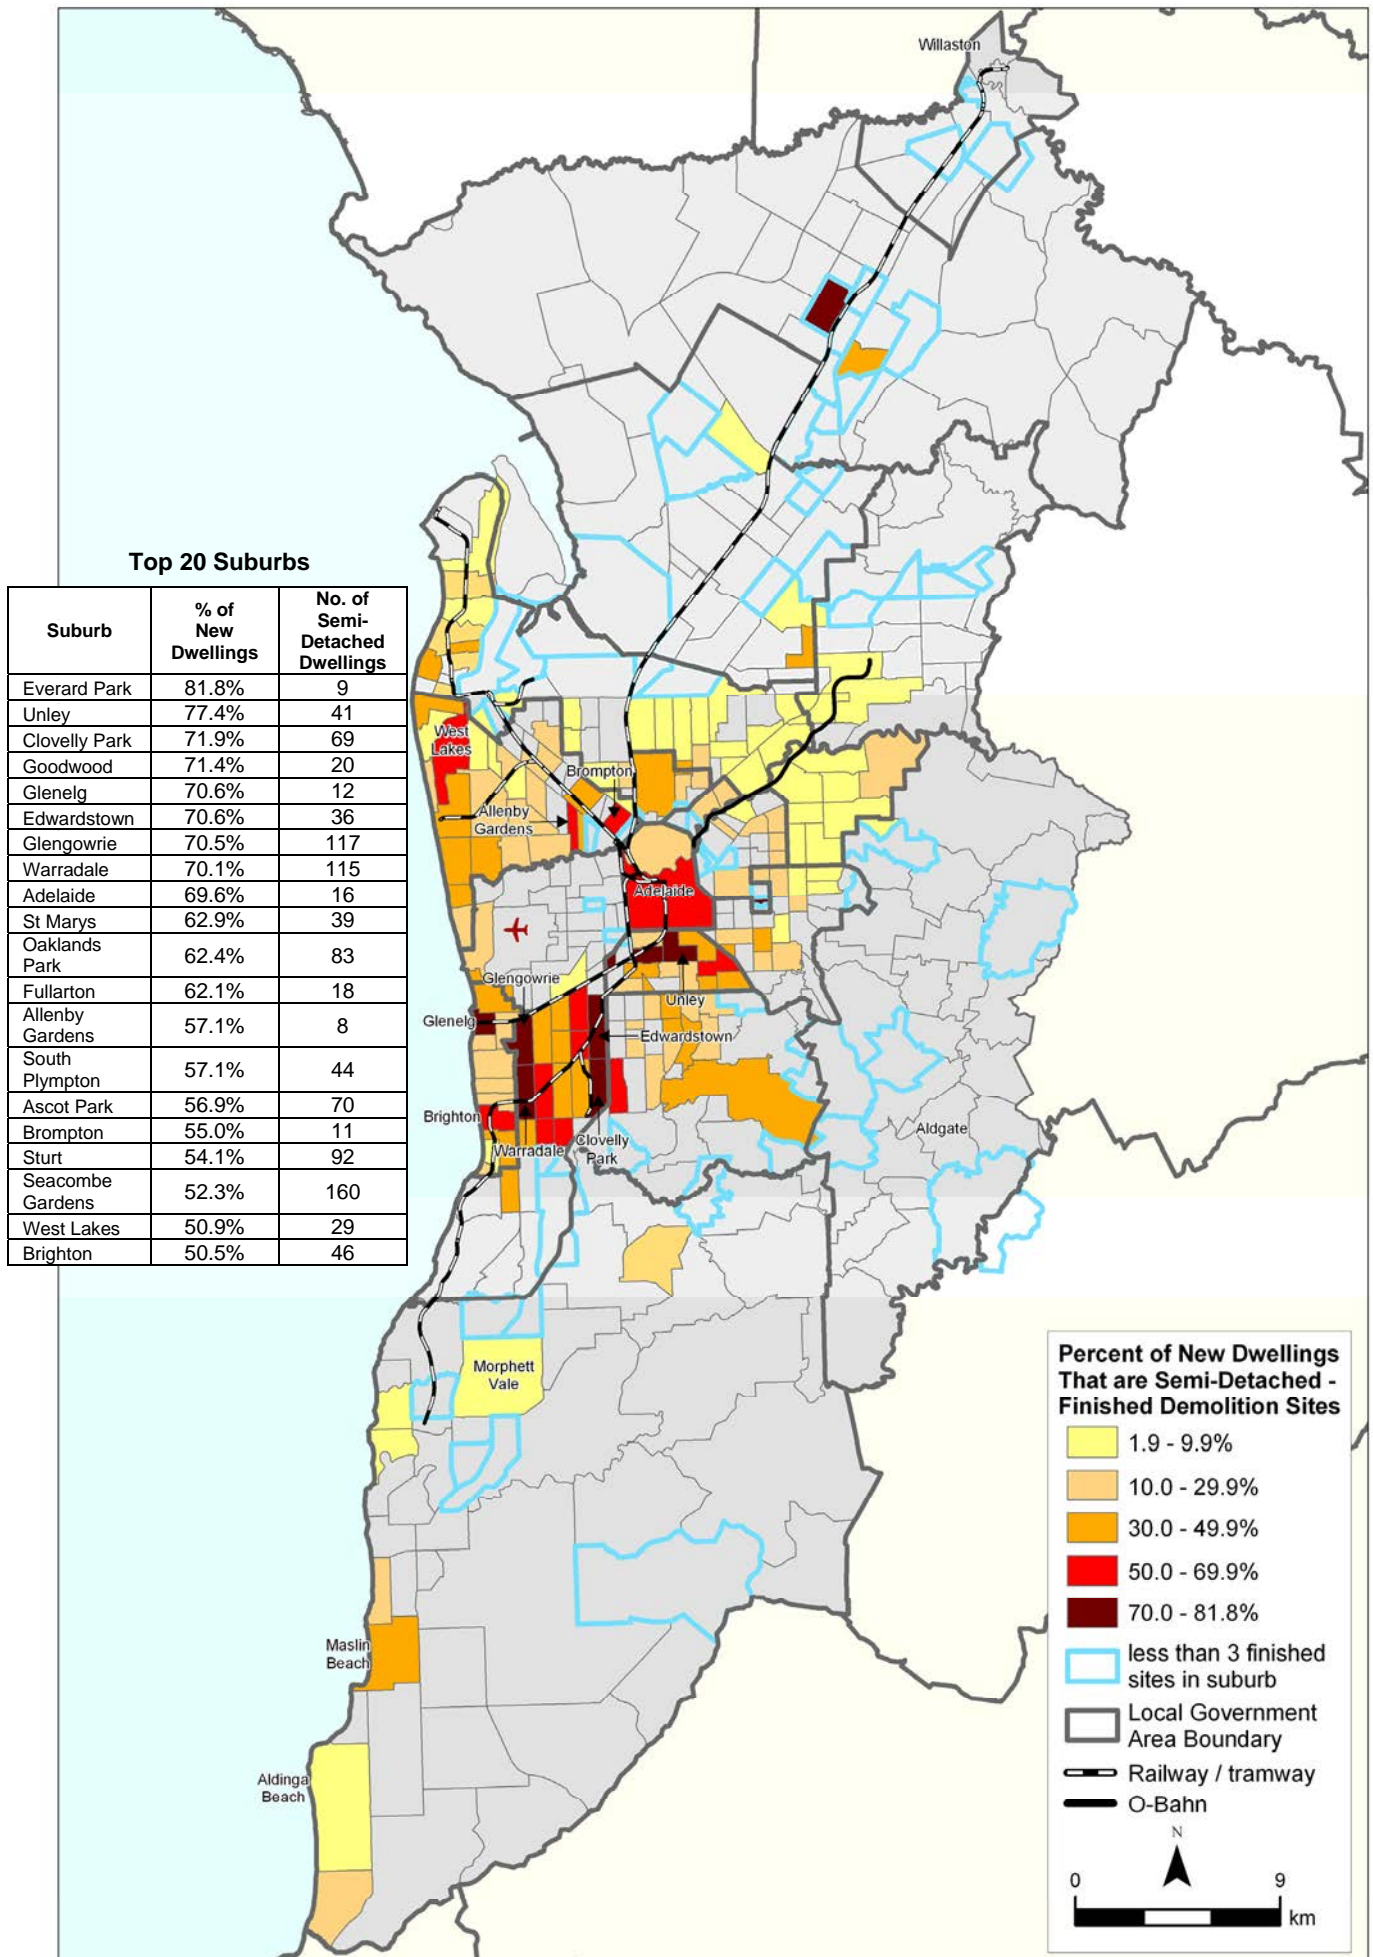 Willaston
Top 20 Suburbs
Suburb
% of
New
Dwellings
No. of
Semi-
Detached
Dwellings
Everard Park 81.8% 9
Unley 77.4% 41
Clovelly Park 71.9% 69
Goodwood 71.4% 20
Glenelg 70.6% 12
Edwardstown 70.6% 36
Glengowrie 70.5% 117
Warradale 70.1% 115
Adelaide 69.6% 16
St Marys 62.9% 39
Oaklands
Park 62.4% 83
Fullarton 62.1% 18
Allenby
Gardens 57.1% 8
South
Plympton 57.1% 44
Ascot Park 56.9% 70
Brompton 55.0% 11
Sturt 54.1% 92
Seacombe
Gardens 52.3% 160
West Lakes 50.9% 29
Brighton 50.5% 46
West
Lakes
Brompton
Allenby
Gardens
Adelaide
Glengowrie
Unley
Glenelg
Edwardstown
Brighton
Warradale
Clovelly
Park
Aldgate
Morphett
Vale
Maslin
Beach
Aldinga
Beach
Percent of New Dwellings
That are Semi-Detached -
Finished Demolition Sites
1.9 - 9.9%
10.0 - 29.9%
30.0 - 49.9%
50.0 - 69.9%
70.0 - 81.8%
less than 3 finished
sites in suburb
Local Government
Area Boundary
Railway / tramway
O-Bahn
N
0 9
km